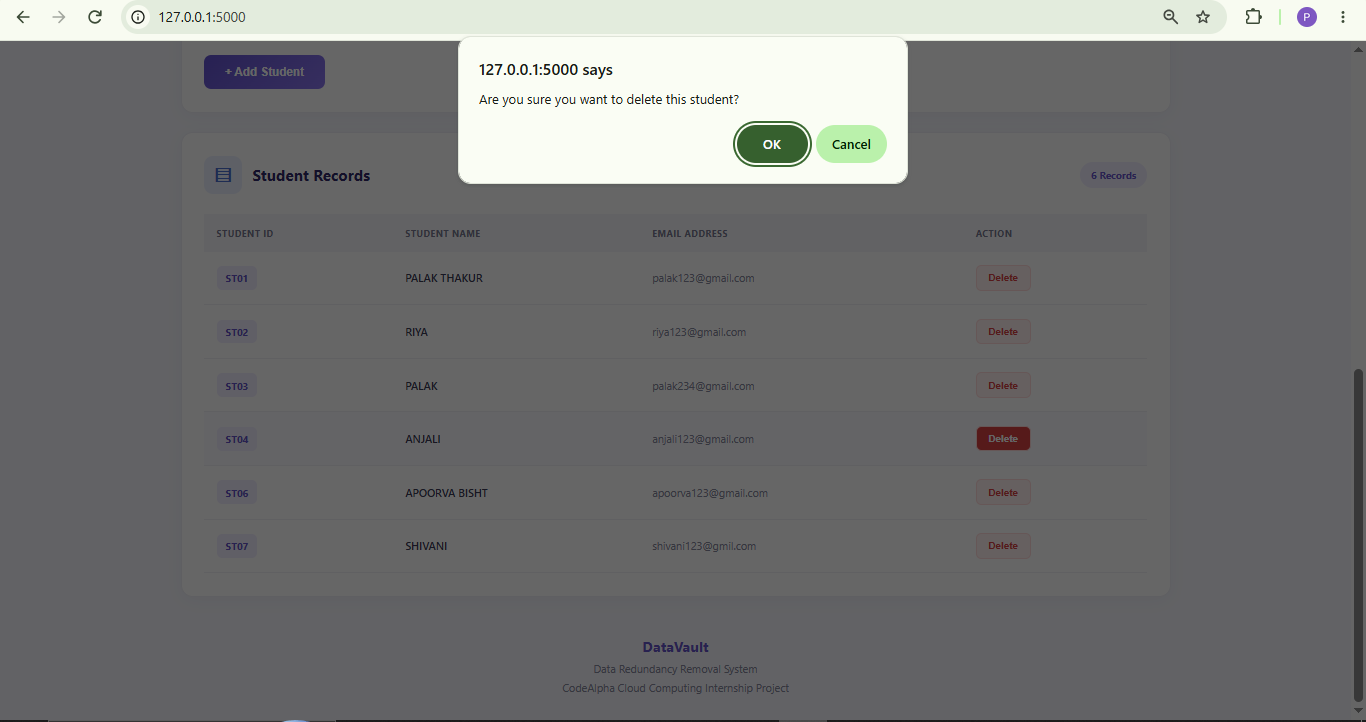 127.0.0.1:5000
P
+ Add Student
127.0.0.1:5000 says
Are you sure you want to delete this student?
OK
Cancel
Student Records
6 Records
STUDENT ID STUDENT NAME EMAIL ADDRESS ACTION
ST01 PALAK THAKUR palak123@gmail.com Delete
ST02 RIYA riya123@gmail.com Delete
ST03 PALAK palak234@gmail.com Delete
ST04 ANJALI anjali123@gmail.com Delete
ST06 APOORVA BISHT apoorva123@gmail.com Delete
ST07 SHIVANI shivani123@gmil.com Delete
DataVault
Data Redundancy Removal System
CodeAlpha Cloud Computing Internship Project